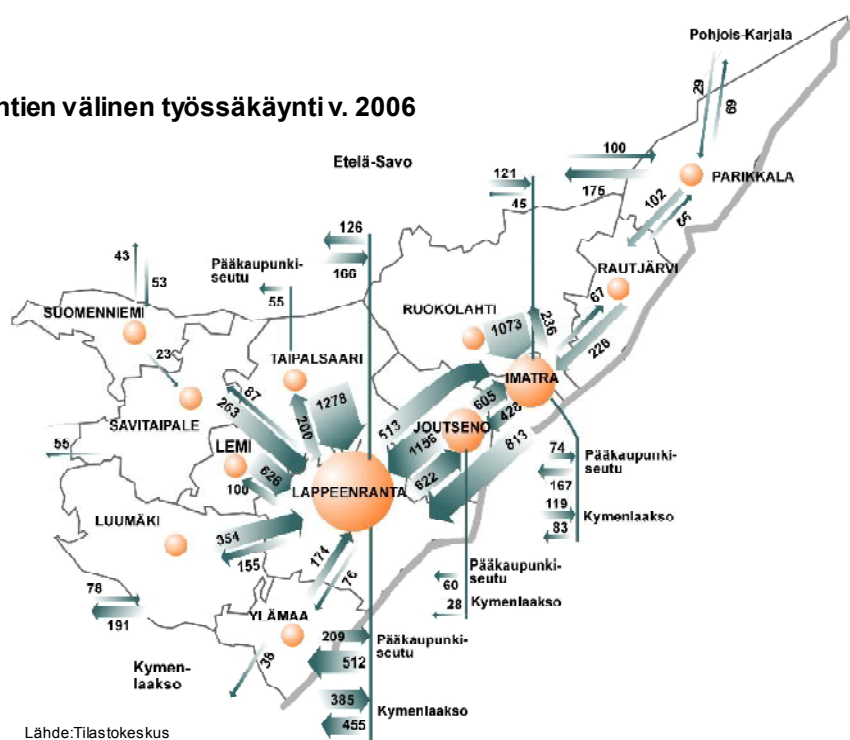 ntien välinen työssäkäynti v. 2006
Pohjois-Karjala
29
69
Etelä-Savo
100
176
PARIKKALA
121
45
102
56
126
166
43
53
Pääkaupunki-
seutu
55
RAUTJÄRVI
67
226
SUOMENNIEMI
RUOKOLAHTI
1073
236
23
TAIPALSAARI
IMATRA
87
263
200
1278
513
605
428
JOUTSENO
SAVITAIPALE
1156
813
55
LEMI
626
100
622
74
Pääkaupunki-
seutu
167
LAPPEENRANTA
119
Kymenlaakso
83
LUUMÄKI
354
155
174
76
Pääkaupunki-
seutu
60
28
Kymenlaakso
78
191
YLÄMAA
209
Pääkaupunki-
seutu
512
38
Kymen-
laakso
385
Kymenlaakso
455
Lähde:Tilastokeskus